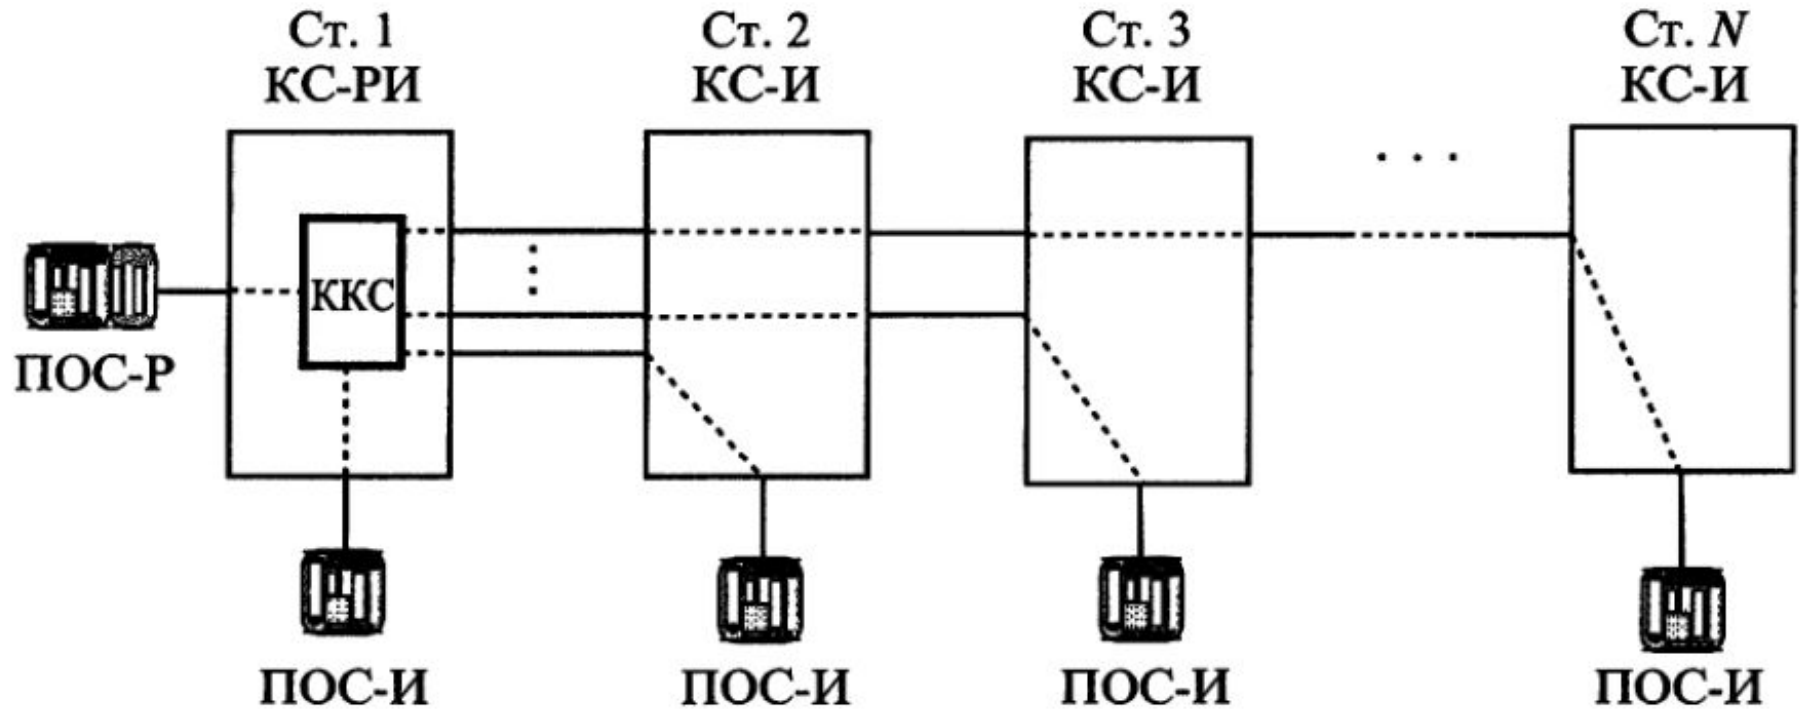 Ст. 1
КС-РИ
Ст. 2
КС-И
Ст. 3
КС-И
Ст. N
КС-И
. . .
ККС
ПОС-Р
ПОС-И
ПОС-И
ПОС-И
ПОС-И